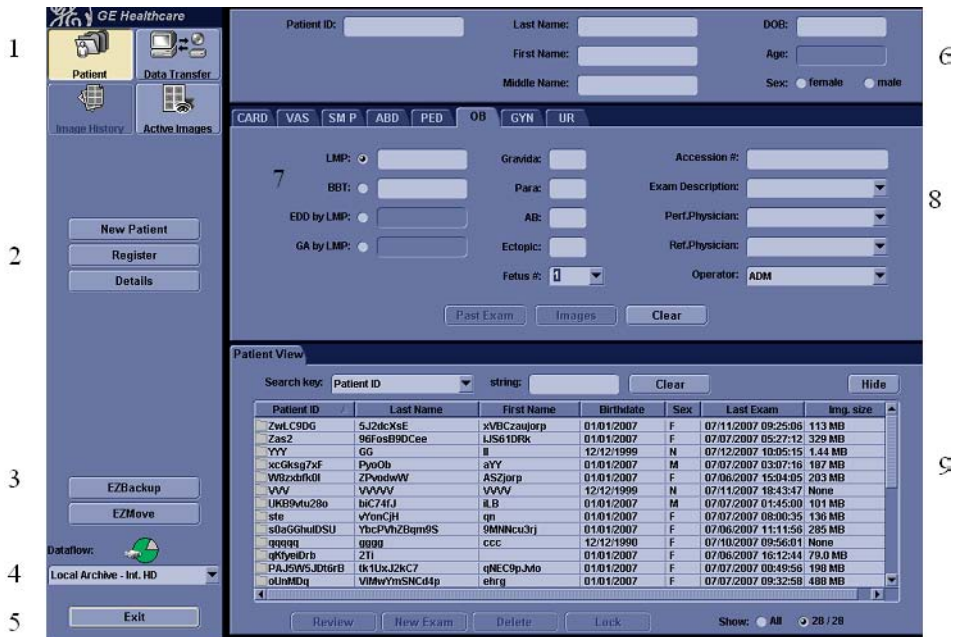 GE Healthcare
1
Patient Data Transfer
Image History Active Images
2
New Patient
Register
Details
3
EZBackup
EZMove
Dataflow:
4
Local Archive - Int. HD
5
Exit
Patient ID: Last Name: DOB:
First Name: Age:
Middle Name: Sex: female male
6
CARD VAS SM P ABD PED OB GYN UR
7
LMP: Gravida: Accession #:
BBT: Para: Exam Description:
EDD by LMP: AB: Perf.Physician:
GA by LMP: Ectopic: Ref.Physician:
Fetus #: 1 Operator: ADM
8
Past Exam Images Clear
Patient View
Search key: Patient ID string: Clear Hide
Patient ID Last Name First Name Birthdate Sex Last Exam Img. size
ZwLC9DG 5J2dcXsE xVBCzaujorp 01/01/2007 F 07/11/2007 09:25:06 113 MB
Zas2 96FosB9DCee iJS61DRk 01/01/2007 F 07/07/2007 05:27:12 329 MB
YYY GG II 12/12/1999 N 07/12/2007 10:05:15 1.44 MB
xcGksg7xF PyoOb aYY 01/01/2007 M 07/07/2007 03:07:16 187 MB
W8zxbfk0I ZPvodwW ASZjorp 01/01/2007 F 07/06/2007 15:04:05 203 MB
VVV VVVVV VVVV 12/12/1999 N 07/11/2007 18:43:47 None
UKB9vtu28o biC74fJ iLB 01/01/2007 M 07/07/2007 01:45:00 101 MB
ste vYonCjH qn 01/01/2007 F 07/07/2007 08:00:35 136 MB
s0aGGhuIDSU YbcPVhZBqm9S 9MNNcu3rj 01/01/2007 F 07/06/2007 11:11:56 285 MB
qqqqq gggg ccc 12/12/1990 F 07/10/2007 09:56:01 None
qKfyeiDrb 2Ti 01/01/2007 F 07/06/2007 16:12:44 79.0 MB
PAJ5W5JDt6rB tk1UxJ2kC7 qNEC9pJvlo 01/01/2007 F 07/07/2007 00:49:56 198 MB
oUnMDq ViMwYmSNCd4p ehrg 01/01/2007 F 07/07/2007 09:32:58 488 MB
9
Review New Exam Delete Lock Show: All 28 / 28